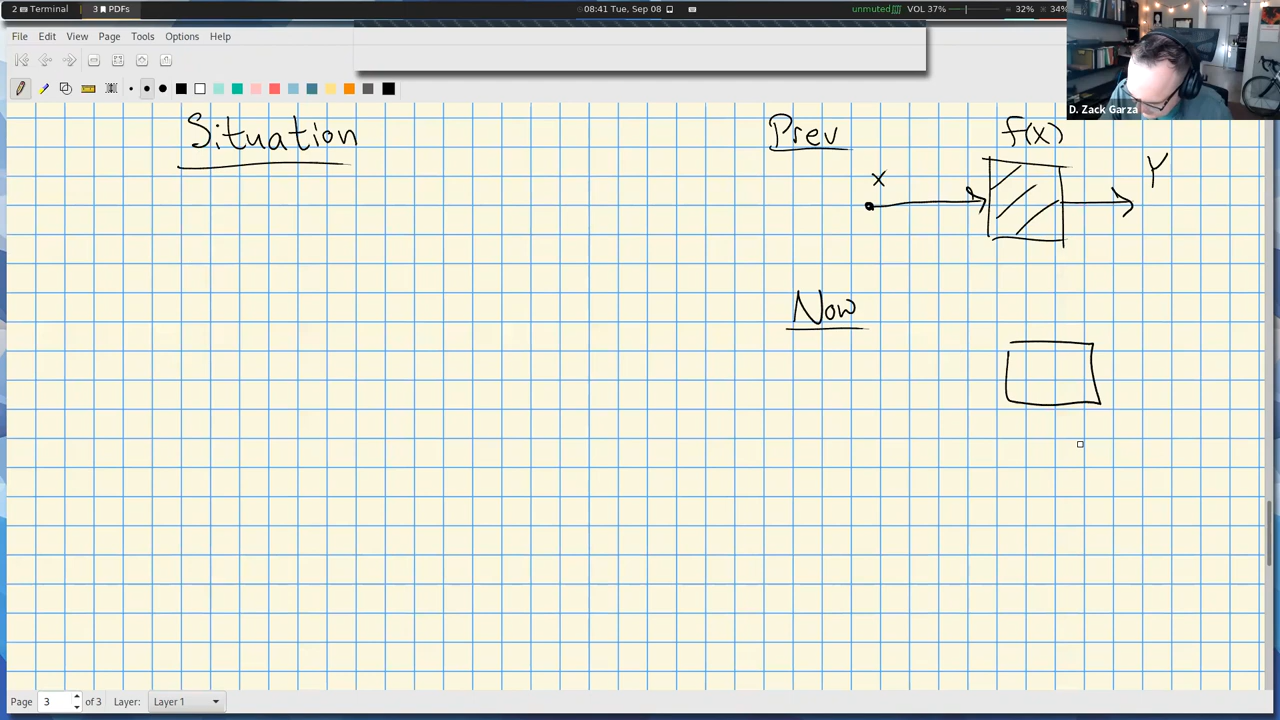 2 Terminal 3 PDFs 08:41 Tue, Sep 08 unmuted VOL 37% 32% 34%
File Edit View Page Tools Options Help
D. Zack Garza
Situation
Prev
f(x)
x
Y
Now
Page 3 of 3 Layer: Layer 1